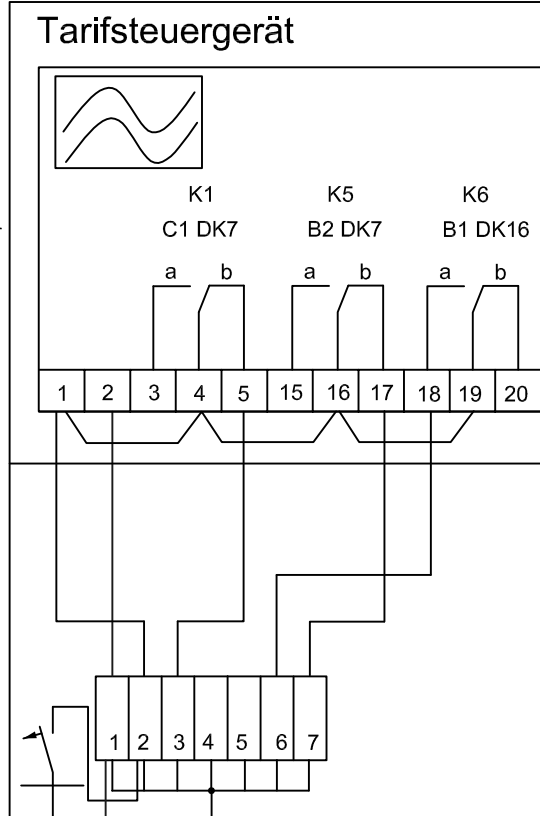 Tarifsteuergerät
K1 K5 K6
C1 DK7 B2 DK7 B1 DK16
a b a b a b
1 2 3 4 5 15 16 17 18 19 20
1 2 3 4 5 6 7